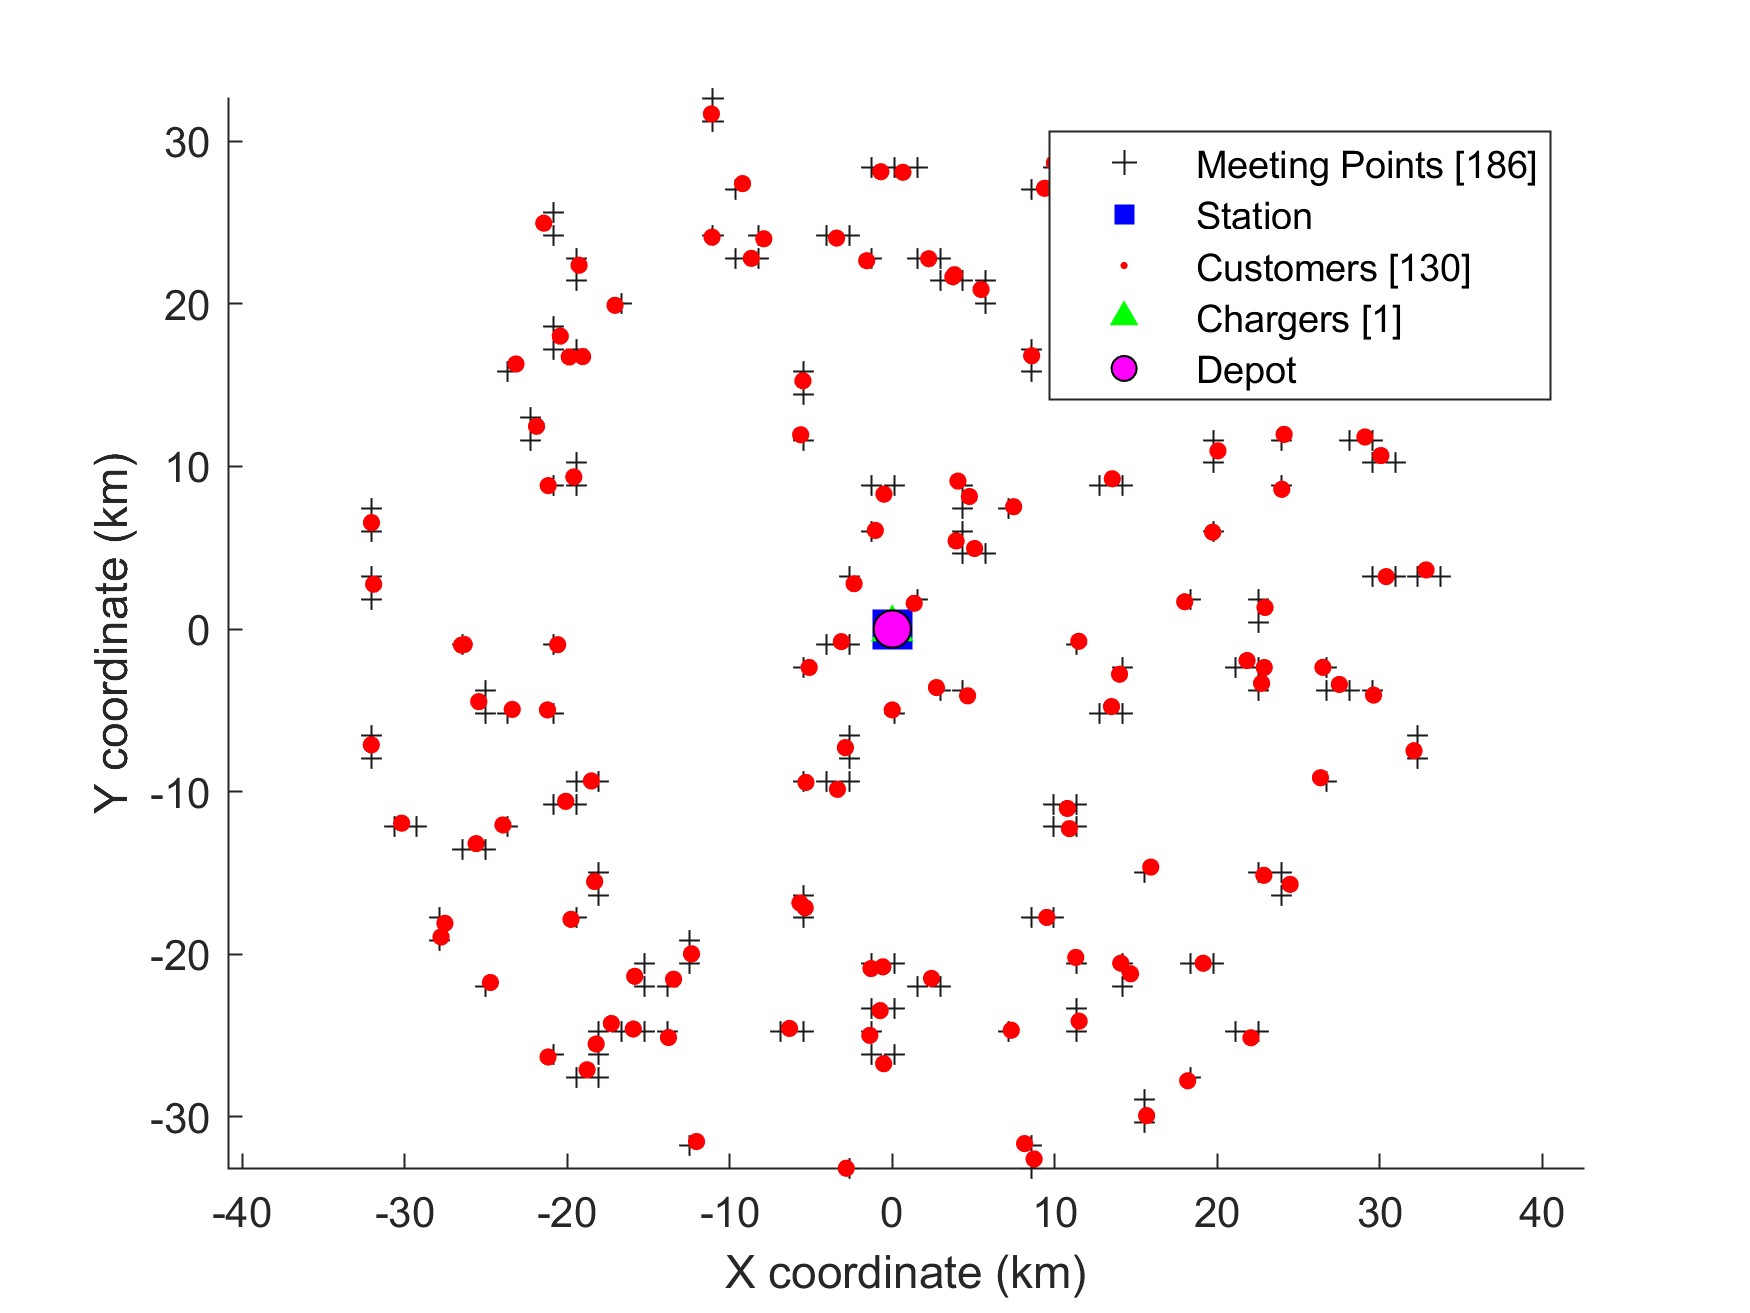 30
20
10
0
-10
-20
-30
Y coordinate (km)
Meeting Points [186]
Station
Customers [130]
Chargers [1]
Depot
-40 -30 -20 -10 0 10 20 30 40
X coordinate (km)